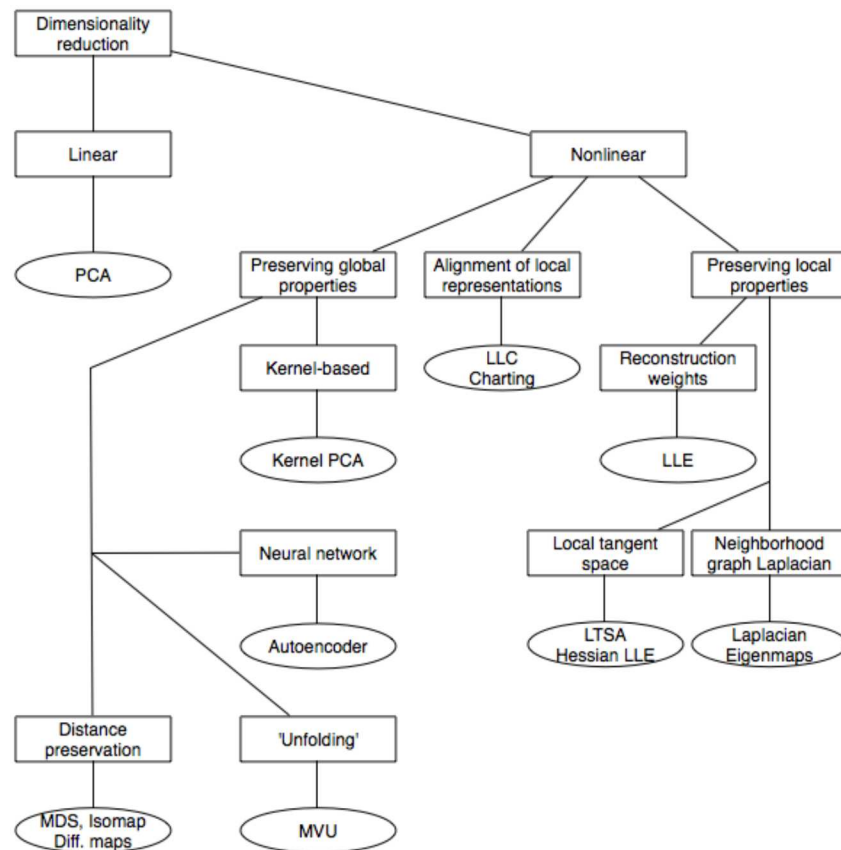 Dimensionality
reduction
Linear
Nonlinear
PCA
Preserving global
properties
Alignment of local
representations
Preserving local
properties
Kernel-based
LLC
Charting
Reconstruction
weights
Kernel PCA
LLE
Neural network
Local tangent
space
Neighborhood
graph Laplacian
Autoencoder
LTSA
Hessian LLE
Laplacian
Eigenmaps
Distance
preservation
'Unfolding'
MDS, Isomap
Diff. maps
MVU